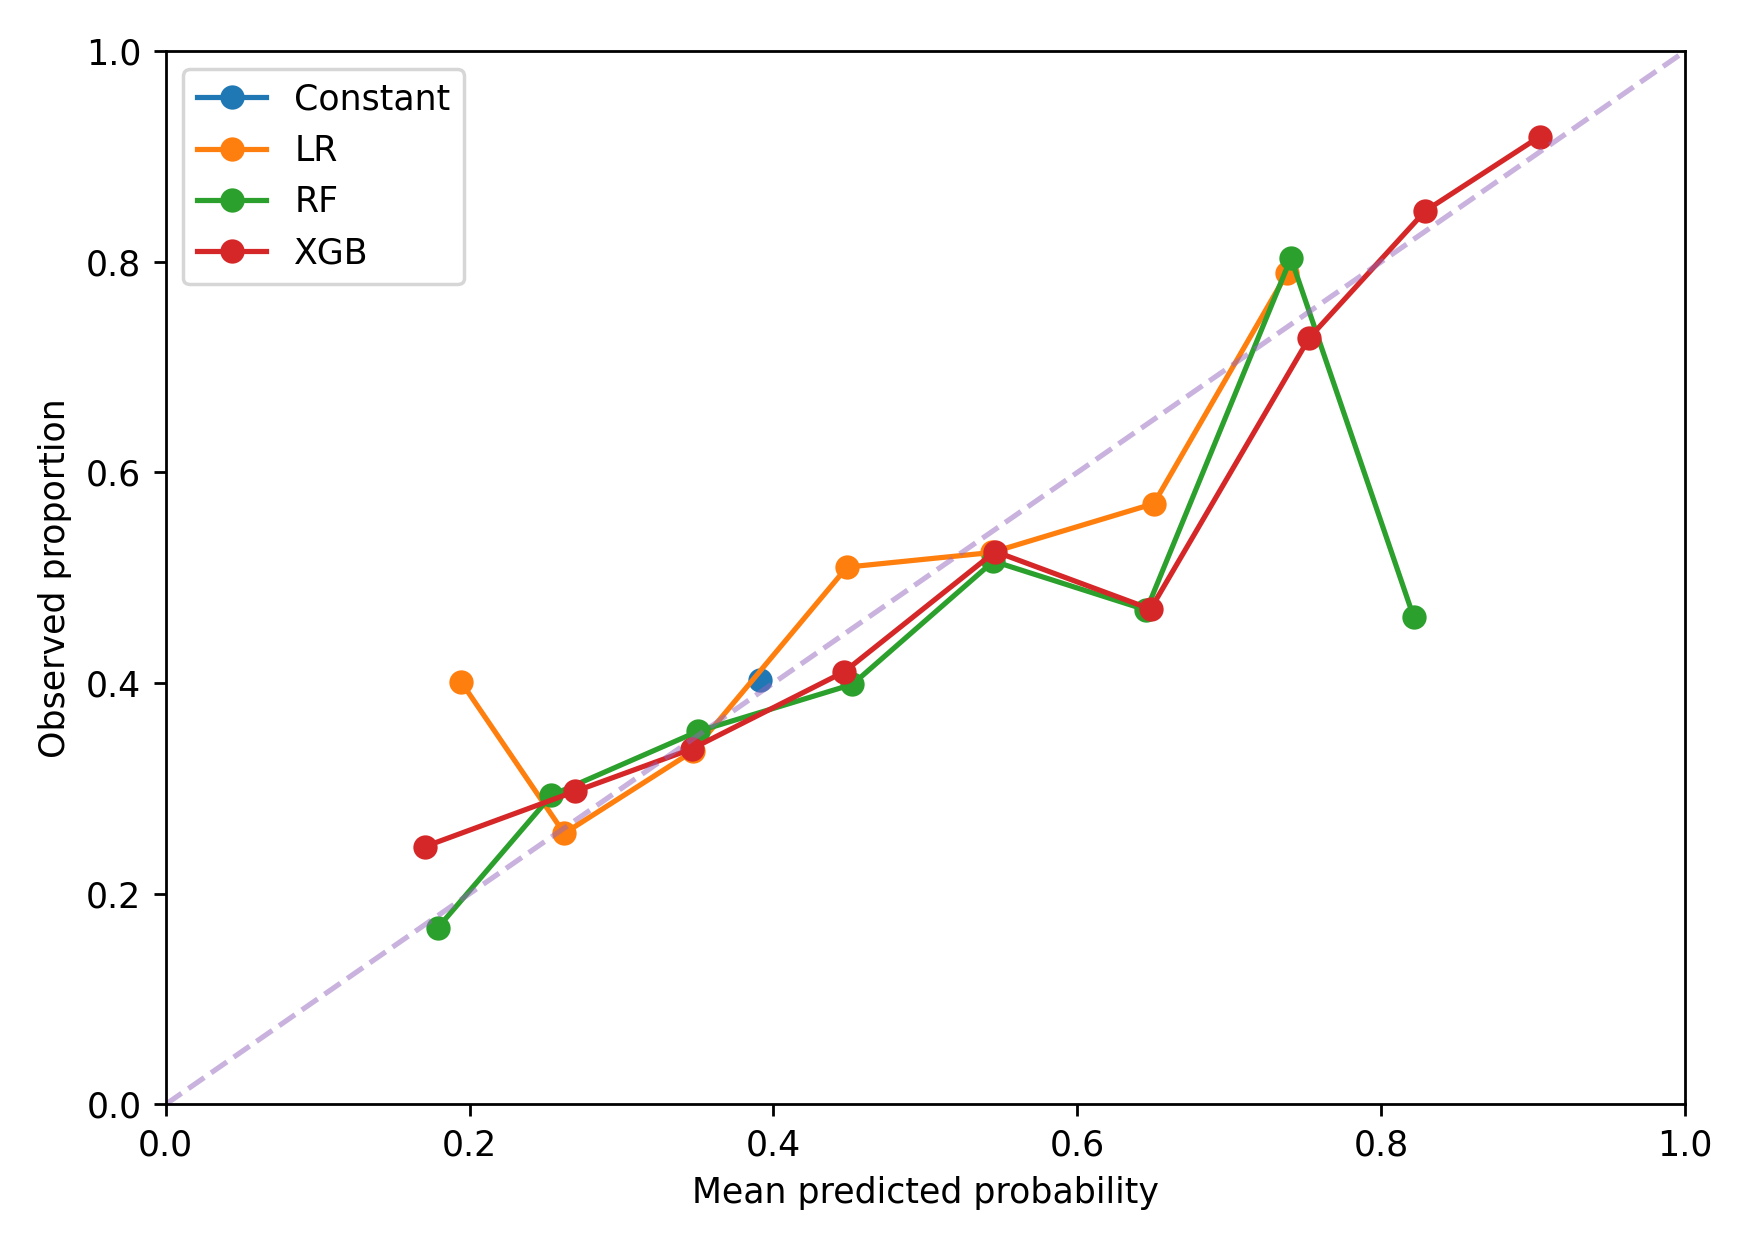 1.0
0.8
0.6
0.4
0.2
0.0
Observed proportion
Constant
LR
RF
XGB
0.0 0.2 0.4 0.6 0.8 1.0
Mean predicted probability